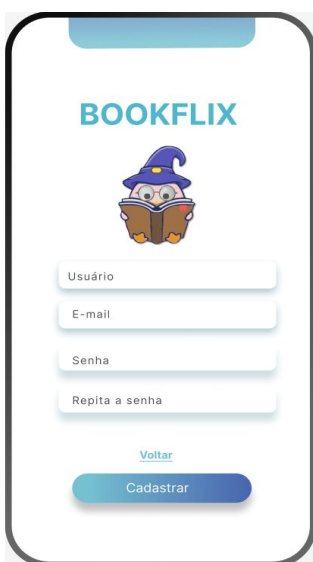 BOOKFLIX
Usuário
E-mail
Senha
Repita a senha
Voltar
Cadastrar